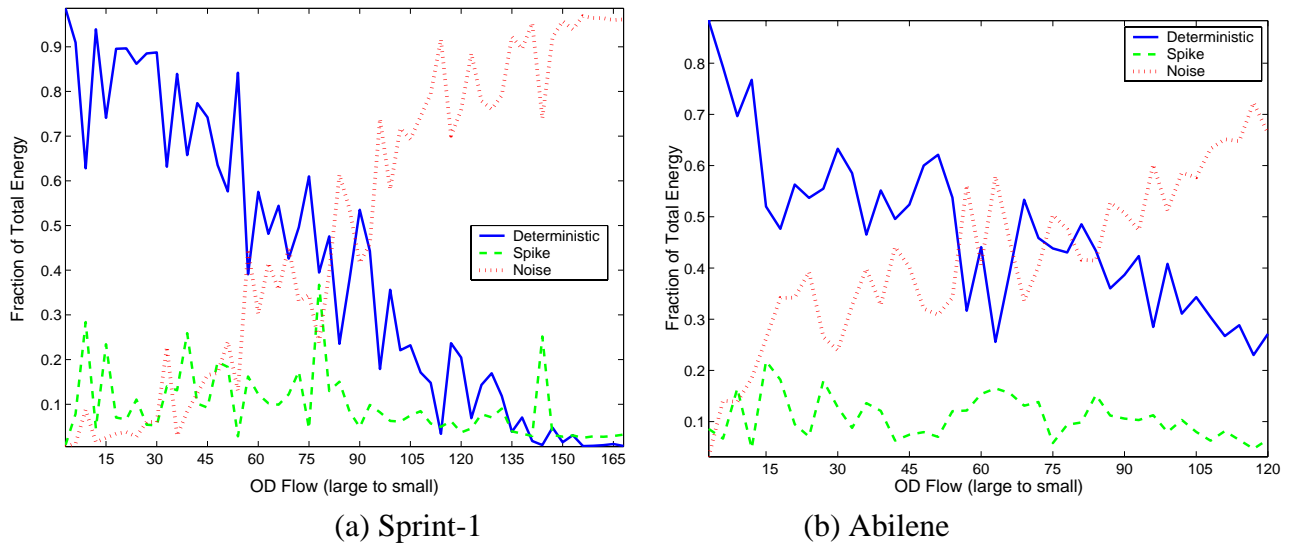 Fraction of Total Energy
0.9
0.8
0.7
0.6
0.5
0.4
0.3
0.2
0.1
Deterministic
Spike
Noise
15 30 45 60 75 90 105 120 135 150 165
OD Flow (large to small)
(a) Sprint-1
Fraction of Total Energy
0.8
0.7
0.6
0.5
0.4
0.3
0.2
0.1
Deterministic
Spike
Noise
15 30 45 60 75 90 105 120
OD Flow (large to small)
(b) Abilene